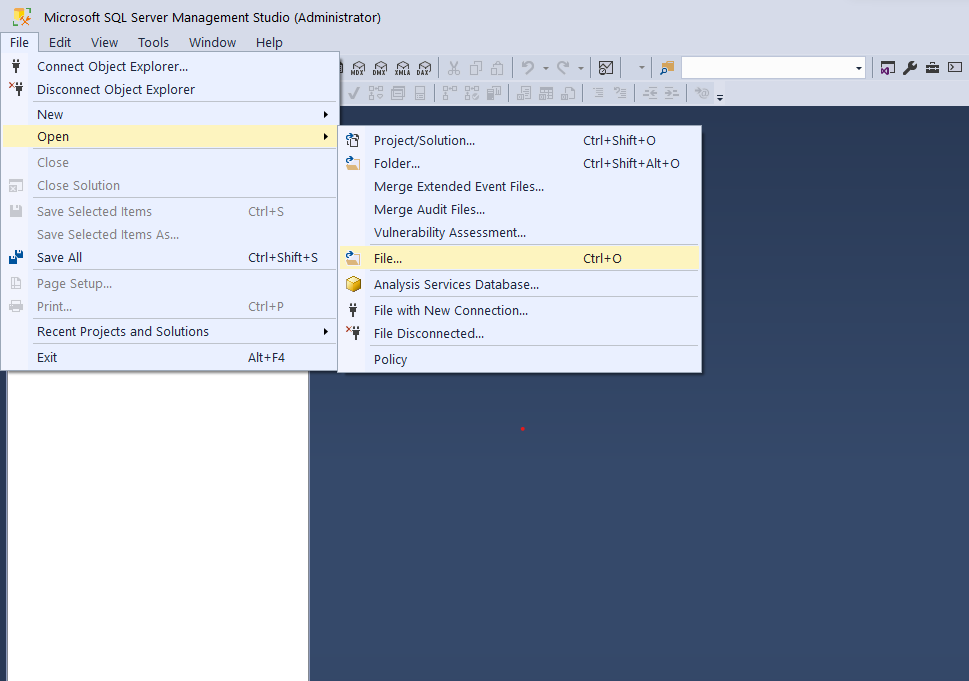 Microsoft SQL Server Management Studio (Administrator)
File Edit View Tools Window Help
Connect Object Explorer...
Disconnect Object Explorer
New
Open
Close
Close Solution
Save Selected Items Ctrl+S
Save Selected Items As...
Save All Ctrl+Shift+S
Page Setup...
Print... Ctrl+P
Recent Projects and Solutions
Exit Alt+F4
MDX DMX XMLA DAX
Project/Solution... Ctrl+Shift+O
Folder... Ctrl+Shift+Alt+O
Merge Extended Event Files...
Merge Audit Files...
Vulnerability Assessment...
File... Ctrl+O
Analysis Services Database...
File with New Connection...
File Disconnected...
Policy